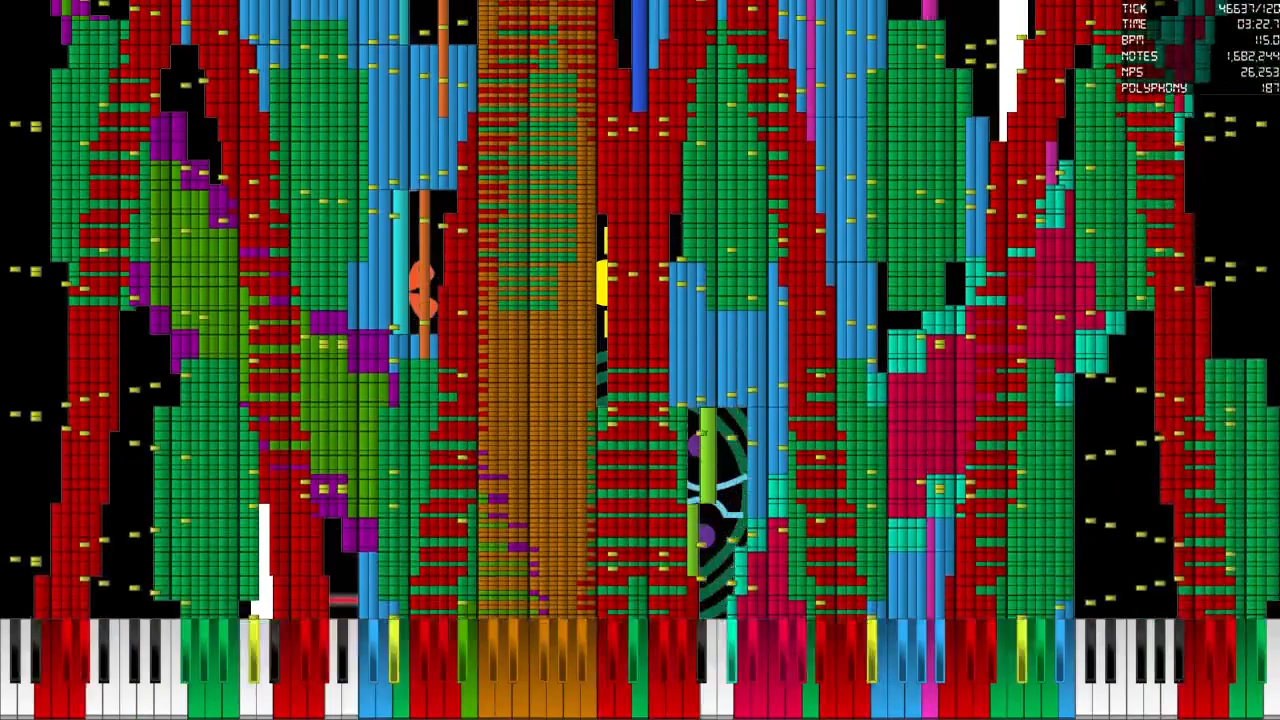 TICK 46637/120
TIME 03:22.7
BPM 115.0
NOTES 1,682,244
NPS 26,253
POLYPHONY 187